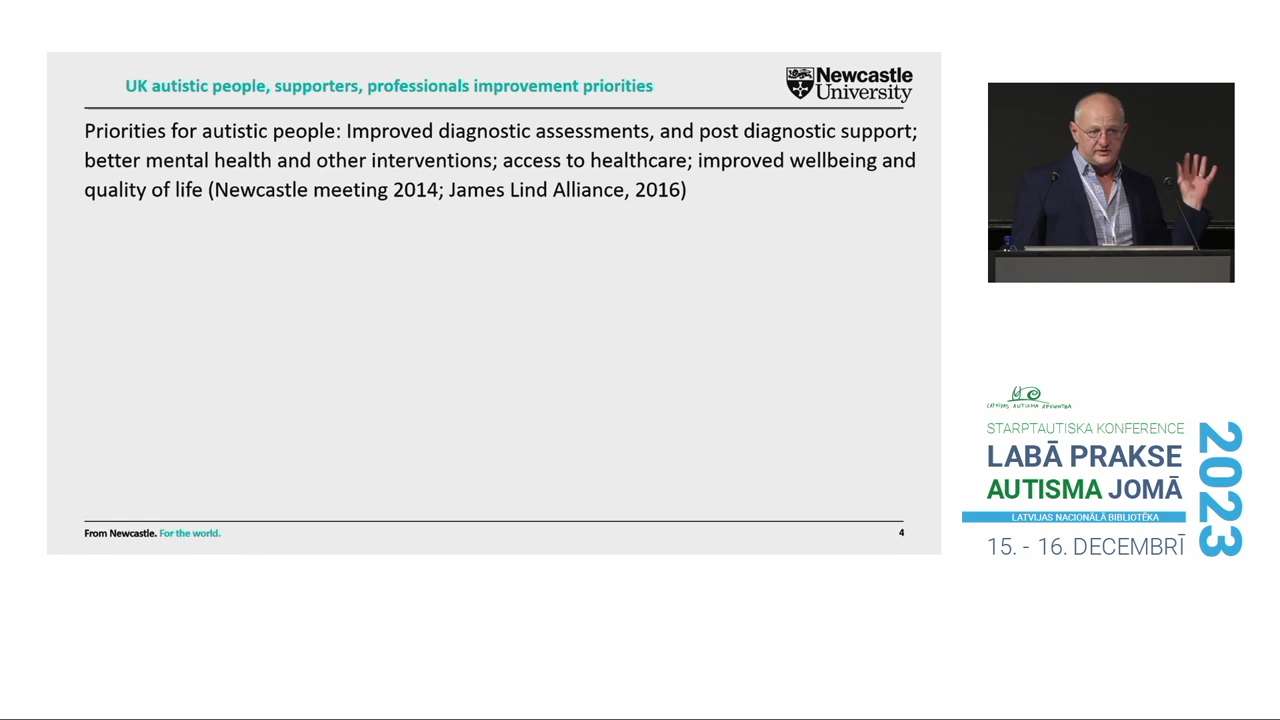 UK autistic people, supporters, professionals improvement priorities
Newcastle
University
Priorities for autistic people: Improved diagnostic assessments, and post diagnostic support;
better mental health and other interventions; access to healthcare; improved wellbeing and
quality of life (Newcastle meeting 2014; James Lind Alliance, 2016)
From Newcastle. For the world.
4
LATVIJAS AUTISMA APVIENĪBA
STARPTAUTISKA KONFERENCE
LABĀ PRAKSE
AUTISMA JOMĀ
LATVIJAS NACIONĀLĀ BIBLIOTĒKA
15. - 16. DECEMBRĪ
2023